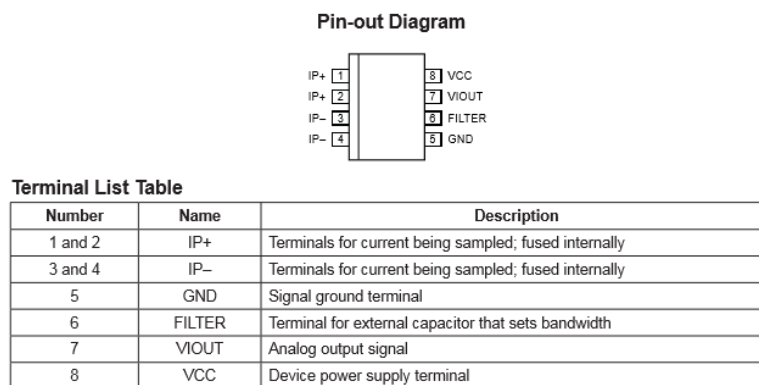 Pin-out Diagram
IP+ 1 8 VCC
IP+ 2 7 VIOUT
IP– 3 6 FILTER
IP– 4 5 GND
Terminal List Table
Number Name Description
1 and 2 IP+ Terminals for current being sampled; fused internally
3 and 4 IP– Terminals for current being sampled; fused internally
5 GND Signal ground terminal
6 FILTER Terminal for external capacitor that sets bandwidth
7 VIOUT Analog output signal
8 VCC Device power supply terminal